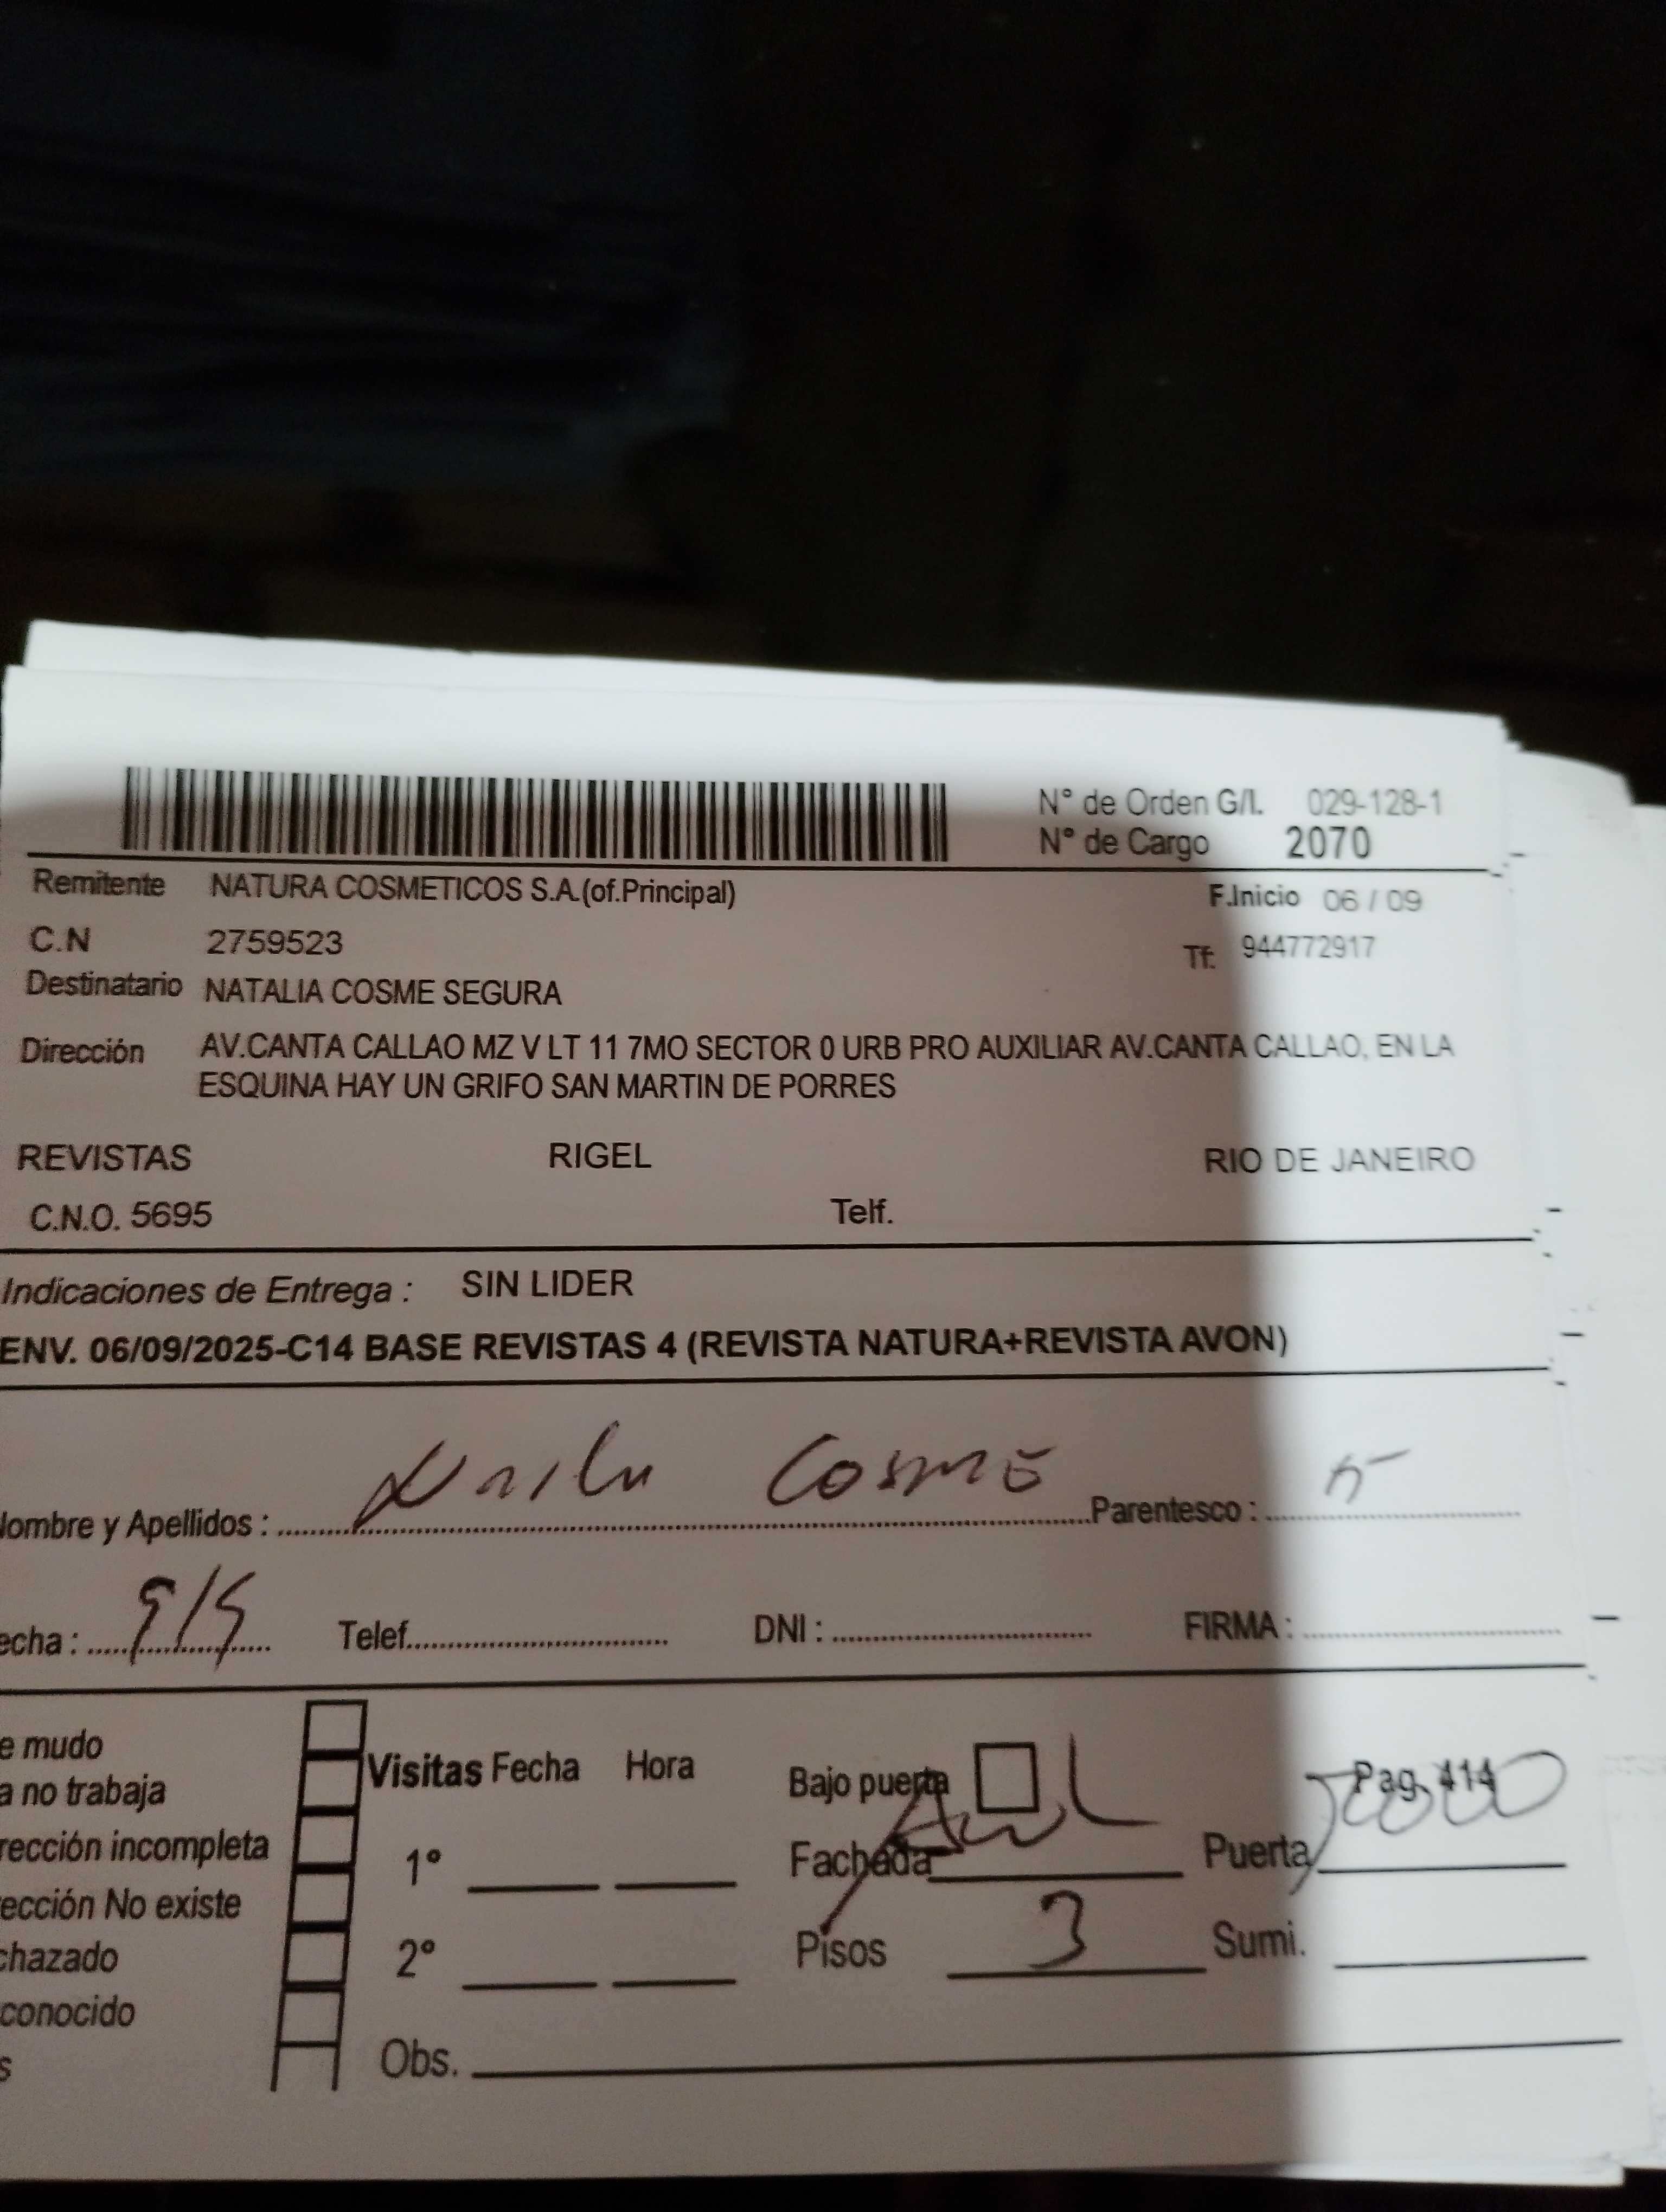 N° de Orden G/I. 029-128-1
N° de Cargo 2070
Remitente NATURA COSMETICOS S.A.(of.Principal) F.Inicio 06 / 09
C.N 2759523 Tf: 944772917
Destinatario NATALIA COSME SEGURA
Dirección AV.CANTA CALLAO MZ V LT 11 7MO SECTOR 0 URB PRO AUXILIAR AV.CANTA CALLAO, EN LA
ESQUINA HAY UN GRIFO SAN MARTIN DE PORRES
REVISTAS RIGEL RIO DE JANEIRO
C.N.O. 5695 Telf.
Indicaciones de Entrega : SIN LIDER
ENV. 06/09/2025-C14 BASE REVISTAS 4 (REVISTA NATURA+REVISTA AVON)
Nombre y Apellidos : Cosme Parentesco :
echa : Telef. DNI : FIRMA :
e mudo
a no trabaja Visitas Fecha Hora Bajo puerta Pag. 414
rección incompleta 1° Fachada Puerta
ección No existe
chazado 2° Pisos 3 Sumi.
conocido
s Obs.